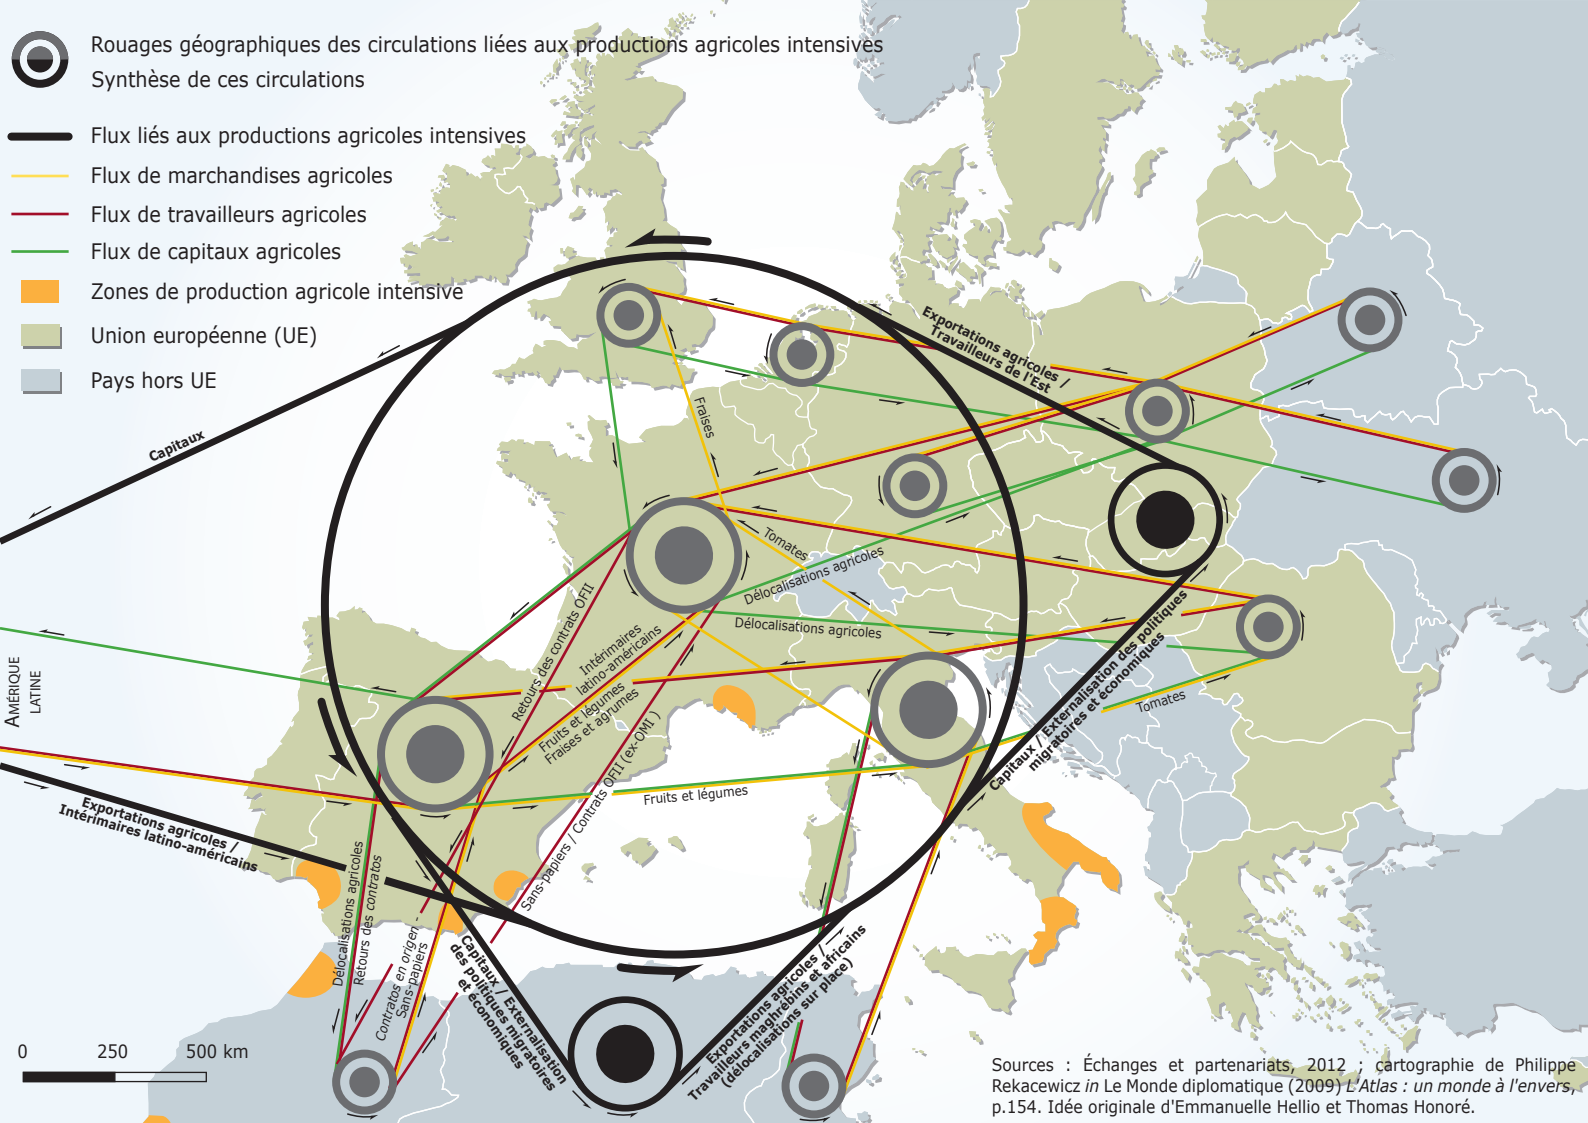 Rouages géographiques des circulations liées aux productions agricoles intensives
Synthèse de ces circulations
Flux liés aux productions agricoles intensives
Flux de marchandises agricoles
Flux de travailleurs agricoles
Flux de capitaux agricoles
Zones de production agricole intensive
Union européenne (UE)
Pays hors UE
Capitaux
Exportations agricoles /
Travailleurs de l'Est
Fraises
Tomates
Délocalisations agricoles
Délocalisations agricoles
Retours des contrats OFII
Intérimaires
latino-américains
Fruits et légumes
Fraises et agrumes
Sans-papiers / Contrats OFII (ex-OMI )
Fruits et légumes
Capitaux / Externalisation des politiques
migratoires et économiques
Tomates
AMÉRIQUE
LATINE
Exportations agricoles /
Intérimaires latino-américains
Délocalisations agricoles
Retours des contratos
Contratos en origen -
Sans-papiers
Capitaux / Externalisation
des politiques migratoires
et économiques
Exportations agricoles /
Travailleurs maghrébins et africains
(délocalisations sur place)
0 250 500 km
Sources : Échanges et partenariats, 2012 ; cartographie de Philippe
Rekacewicz in Le Monde diplomatique (2009) L'Atlas : un monde à l'envers,
p.154. Idée originale d'Emmanuelle Hellio et Thomas Honoré.